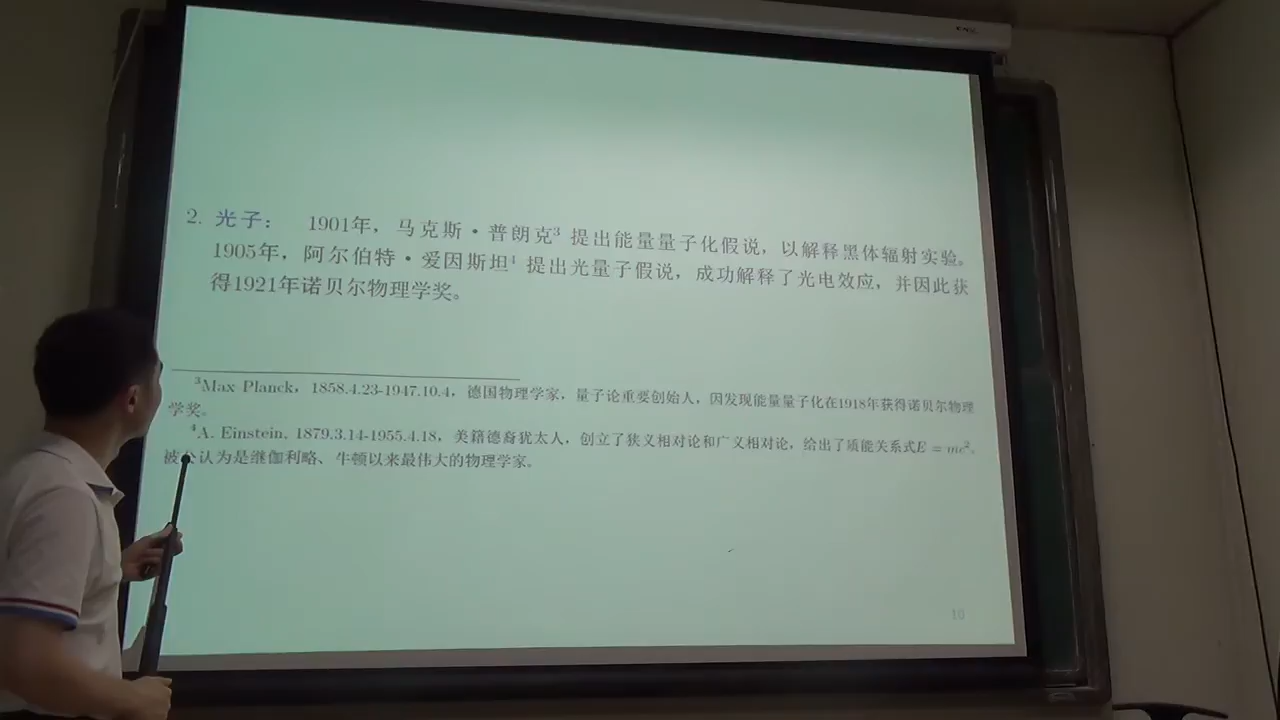 2. 光子： 1901年，马克斯·普朗克³ 提出能量量子化假说，以解释黑体辐射实验。
1905年，阿尔伯特·爱因斯坦⁴ 提出光量子假说，成功解释了光电效应，并因此获
得1921年诺贝尔物理学奖。
³Max Planck，1858.4.23-1947.10.4，德国物理学家，量子论重要创始人，因发现能量量子化在1918年获得诺贝尔物理
学奖。
⁴A. Einstein, 1879.3.14-1955.4.18，美籍德裔犹太人，创立了狭义相对论和广义相对论，给出了质能关系式E = mc²，
被公认为是继伽利略、牛顿以来最伟大的物理学家。
10